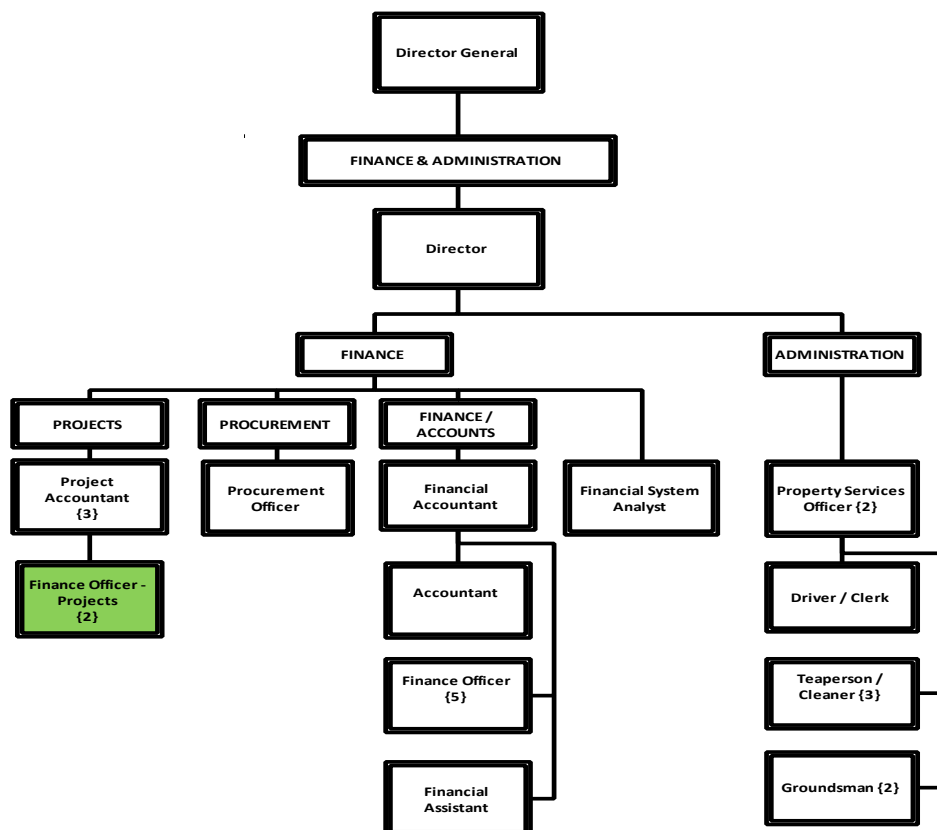 Director General
FINANCE & ADMINISTRATION
Director
FINANCE
ADMINISTRATION
PROJECTS
PROCUREMENT
FINANCE /
ACCOUNTS
Project
Accountant
{3}
Procurement
Officer
Financial
Accountant
Financial System
Analyst
Property Services
Officer {2}
Finance Officer -
Projects
{2}
Accountant
Driver / Clerk
Finance Officer
{5}
Teaperson /
Cleaner {3}
Financial
Assistant
Groundsman {2}